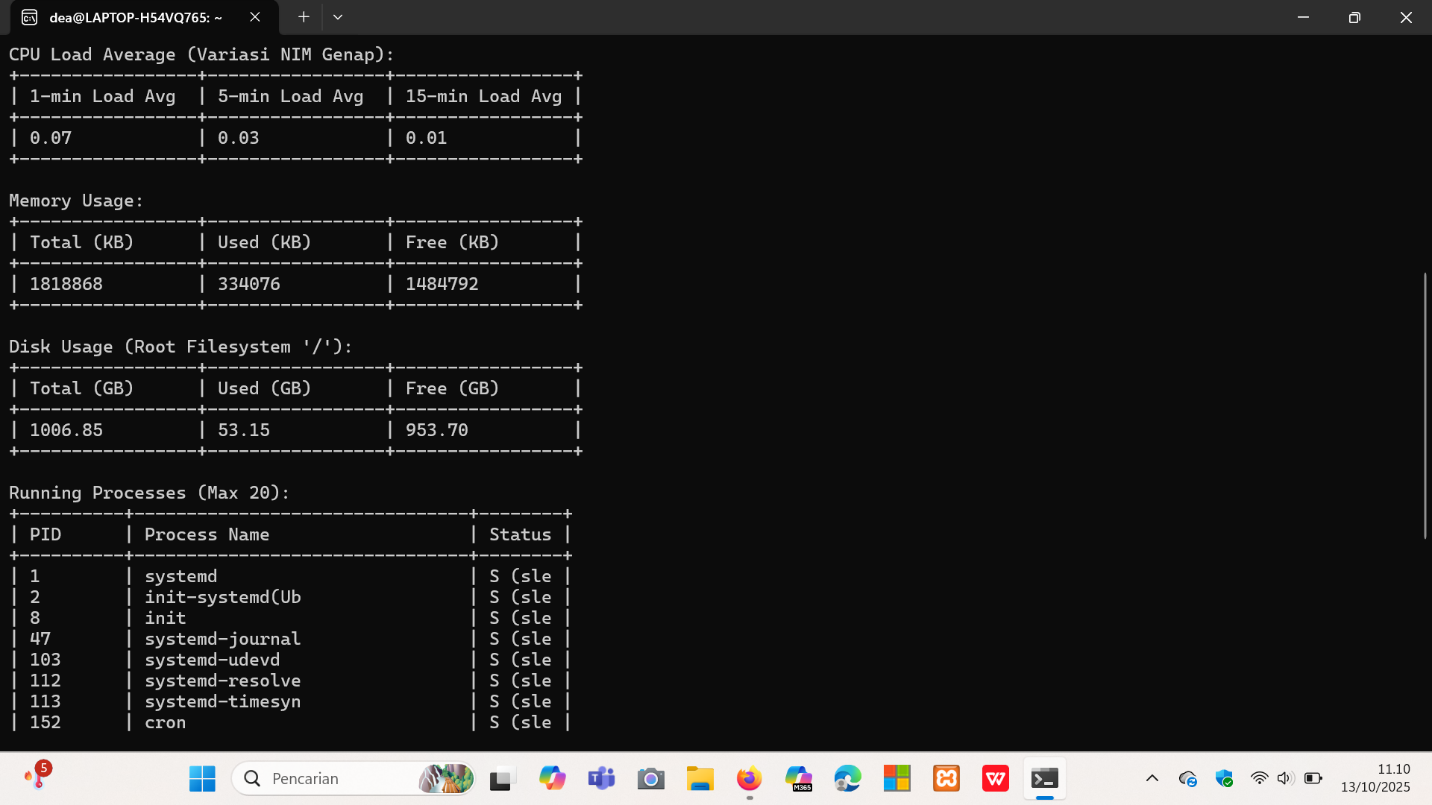 dea@LAPTOP-H54VQ765: ~
CPU Load Average (Variasi NIM Genap):
+-----------------+-----------------+-----------------+
| 1-min Load Avg  | 5-min Load Avg  | 15-min Load Avg |
+-----------------+-----------------+-----------------+
| 0.07            | 0.03            | 0.01            |
+-----------------+-----------------+-----------------+
Memory Usage:
+-----------------+-----------------+-----------------+
| Total (KB)      | Used (KB)       | Free (KB)       |
+-----------------+-----------------+-----------------+
| 1818868         | 334076          | 1484792         |
+-----------------+-----------------+-----------------+
Disk Usage (Root Filesystem '/'):
+-----------------+-----------------+-----------------+
| Total (GB)      | Used (GB)       | Free (GB)       |
+-----------------+-----------------+-----------------+
| 1006.85         | 53.15           | 953.70          |
+-----------------+-----------------+-----------------+
Running Processes (Max 20):
+----------+--------------------------------+--------+
| PID      | Process Name                   | Status |
+----------+--------------------------------+--------+
| 1        | systemd                        | S (sle |
| 2        | init-systemd(Ub                | S (sle |
| 8        | init                           | S (sle |
| 47       | systemd-journal                | S (sle |
| 103      | systemd-udevd                  | S (sle |
| 112      | systemd-resolve                | S (sle |
| 113      | systemd-timesyn                | S (sle |
| 152      | cron                           | S (sle |
5
Pencarian
M365
11.10
13/10/2025